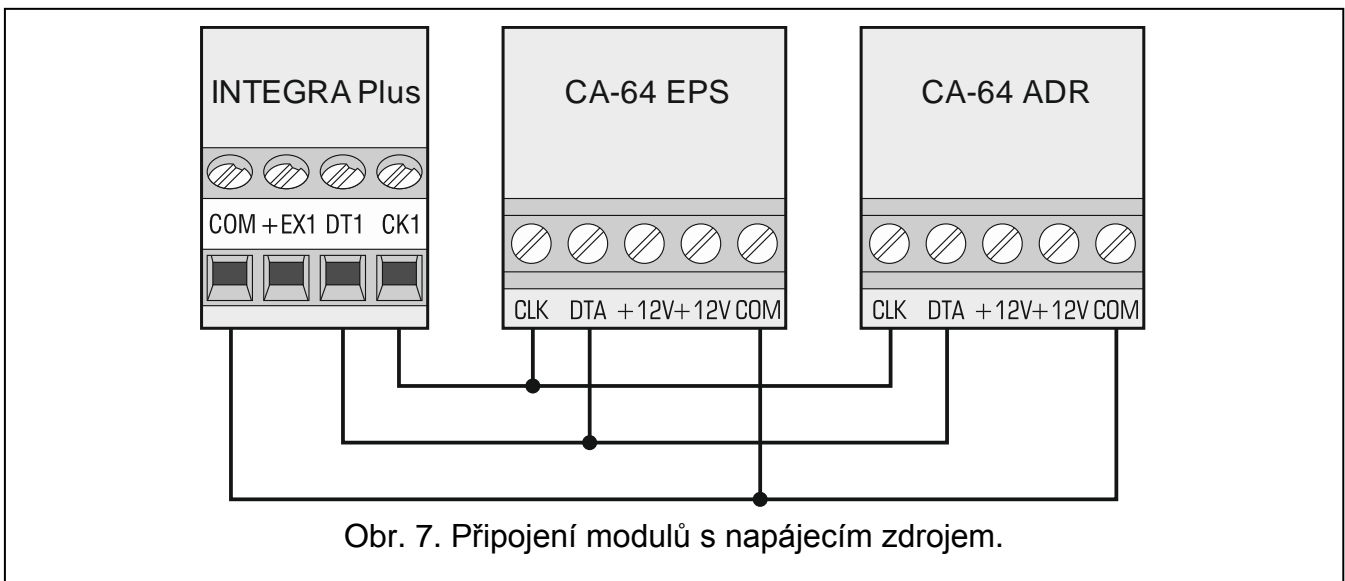 INTEGRA Plus
CA-64 EPS
CA-64 ADR
COM +EX1 DT1 CK1
CLK DTA +12V +12V COM
CLK DTA +12V +12V COM
Obr. 7. Připojení modulů s napájecím zdrojem.